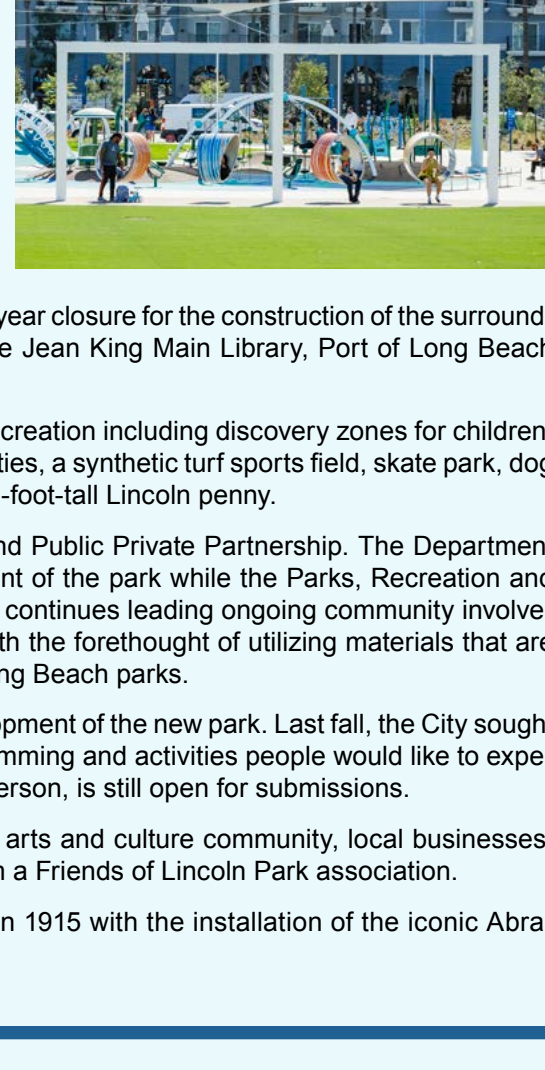 year closure for the construction of the surround
e Jean King Main Library, Port of Long Beach
creation including discovery zones for children
ties, a synthetic turf sports field, skate park, dog
-foot-tall Lincoln penny.
nd Public Private Partnership. The Departmen
nt of the park while the Parks, Recreation and
continues leading ongoing community involve
th the forethought of utilizing materials that are
ng Beach parks.
opment of the new park. Last fall, the City sough
mming and activities people would like to expe
erson, is still open for submissions.
arts and culture community, local businesses
n a Friends of Lincoln Park association.
n 1915 with the installation of the iconic Abra